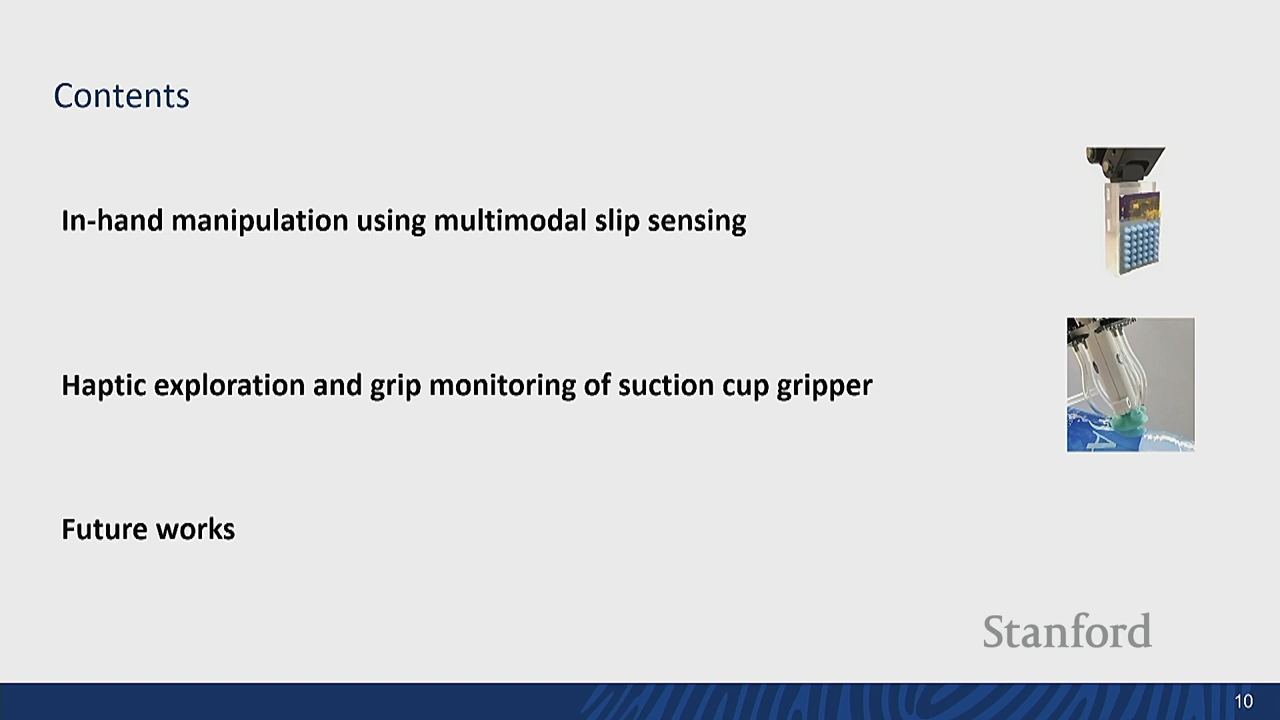 Contents
In-hand manipulation using multimodal slip sensing
Haptic exploration and grip monitoring of suction cup gripper
Future works
Stanford
10